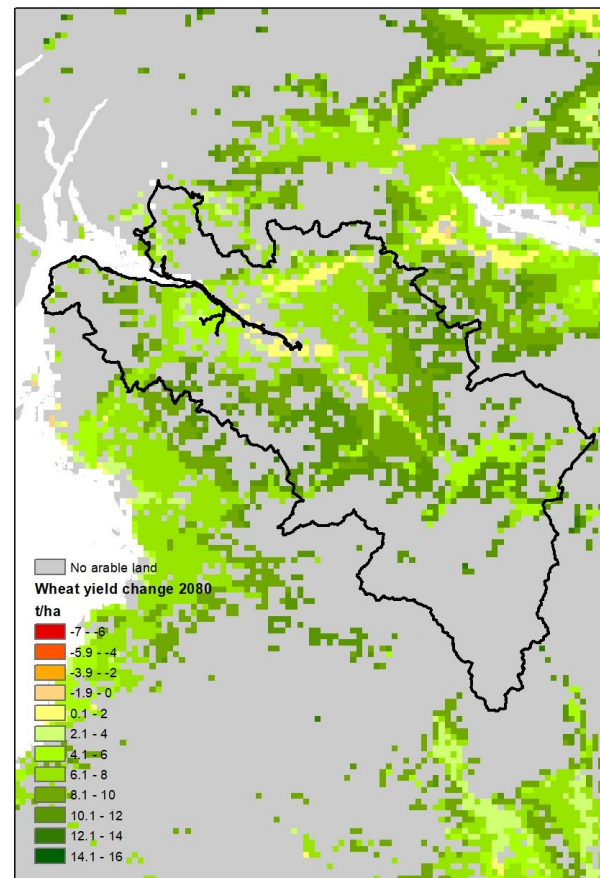 No arable land
Wheat yield change 2080
t/ha
-7 - -6
-5.9 - -4
-3.9 - -2
-1.9 - 0
0.1 - 2
2.1 - 4
4.1 - 6
6.1 - 8
8.1 - 10
10.1 - 12
12.1 - 14
14.1 - 16